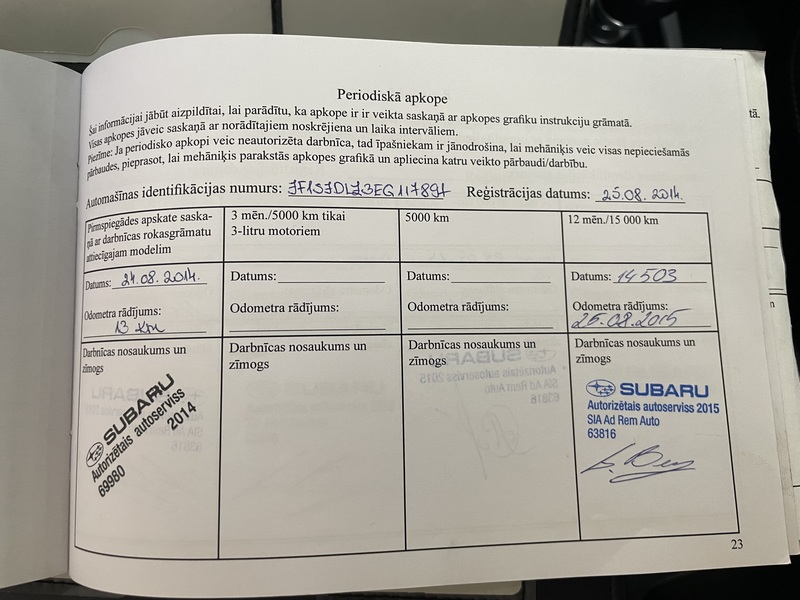 Periodiskā apkope
Šai informācijai jābūt aizpildītai, lai parādītu, ka apkope ir ir veikta saskaņā ar apkopes grafiku instrukciju grāmatā.
Visas apkopes jāveic saskaņā ar norādītajiem noskrējiena un laika intervāliem.
Piezīme: Ja periodisko apkopi veic neautorizēta darbnīca, tad īpašniekam ir jānodrošina, lai mehāniķis veic visas nepieciešamās
pārbaudes, pieprasot, lai mehāniķis parakstās apkopes grafikā un apliecina katru veikto pārbaudi/darbību.
Automašīnas identifikācijas numurs: JF1SJDLZ3EG117891 Reģistrācijas datums: 25.08.2014.
Pirmspiegādes apskate saska-
ņā ar darbnīcas rokasgrāmatu
attiecīgajam modelim
3 mēn./5000 km tikai
3-litru motoriem
5000 km
12 mēn./15 000 km
Datums: 21.08.2014.
Datums:
Datums:
Datums: 14503
Odometra rādījums:
13 km
Odometra rādījums:
Odometra rādījums:
Odometra rādījums:
25.08.2015
Darbnīcas nosaukums un
zīmogs
Darbnīcas nosaukums un
zīmogs
Darbnīcas nosaukums un
zīmogs
Darbnīcas nosaukums un
zīmogs
SUBARU
Autorizētais autoserviss
2014
69980
SUBARU
Autorizētais autoserviss 2015
SIA Ad Rem Auto
63816
23